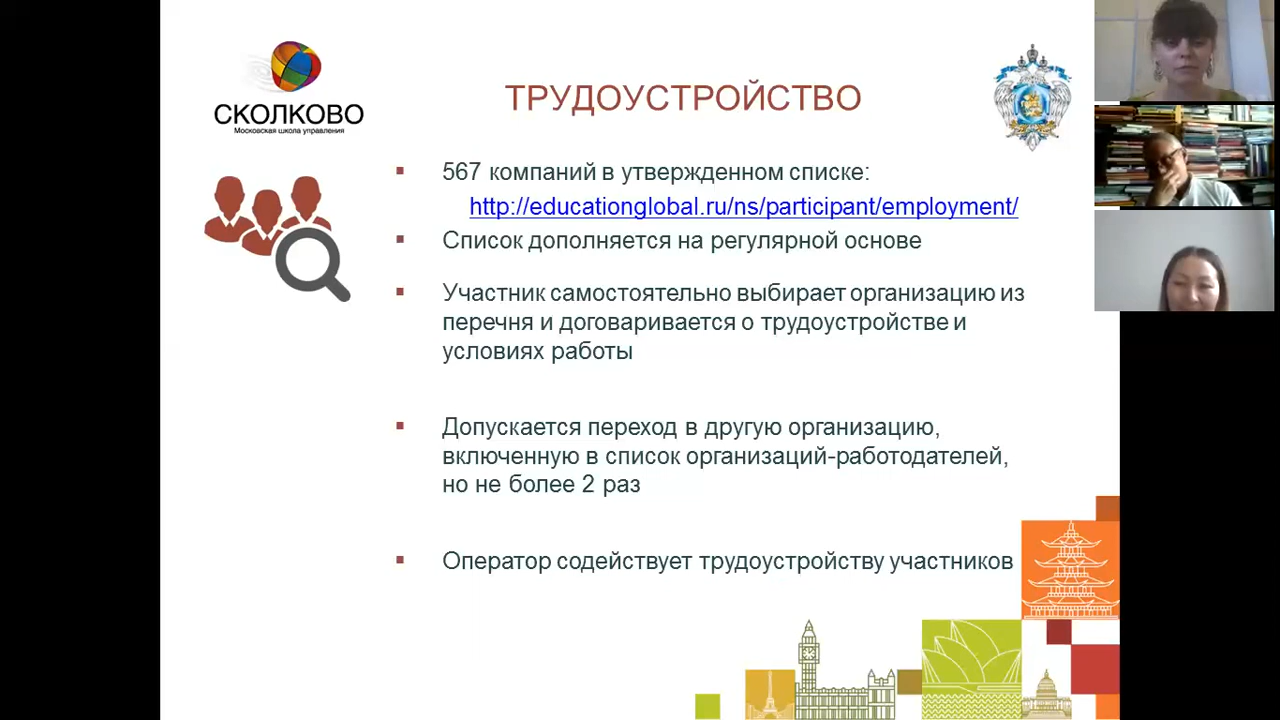 СКОЛКОВО
Московская школа управления
ТРУДОУСТРОЙСТВО
567 компаний в утвержденном списке:
http://educationglobal.ru/ns/participant/employment/
Список дополняется на регулярной основе
Участник самостоятельно выбирает организацию из
перечня и договаривается о трудоустройстве и
условиях работы
Допускается переход в другую организацию,
включенную в список организаций-работодателей,
но не более 2 раз
Оператор содействует трудоустройству участников